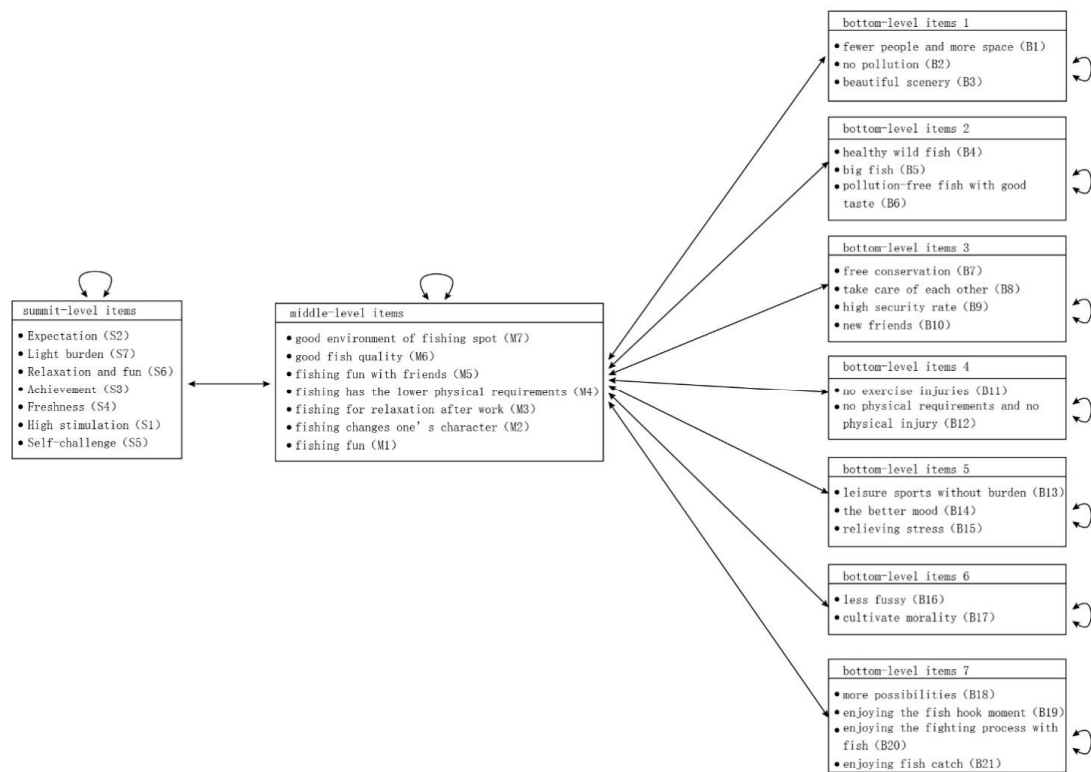 summit-level items
• Expectation (S2)
• Light burden (S7)
• Relaxation and fun (S6)
• Achievement (S3)
• Freshness (S4)
• High stimulation (S1)
• Self-challenge (S5)
middle-level items
• good environment of fishing spot (M7)
• good fish quality (M6)
• fishing fun with friends (M5)
• fishing has the lower physical requirements (M4)
• fishing for relaxation after work (M3)
• fishing changes one's character (M2)
• fishing fun (M1)
bottom-level items 1
• fewer people and more space (B1)
• no pollution (B2)
• beautiful scenery (B3)
bottom-level items 2
• healthy wild fish (B4)
• big fish (B5)
• pollution-free fish with good
taste (B6)
bottom-level items 3
• free conservation (B7)
• take care of each other (B8)
• high security rate (B9)
• new friends (B10)
bottom-level items 4
• no exercise injuries (B11)
• no physical requirements and no
physical injury (B12)
bottom-level items 5
• leisure sports without burden (B13)
• the better mood (B14)
• relieving stress (B15)
bottom-level items 6
• less fussy (B16)
• cultivate morality (B17)
bottom-level items 7
• more possibilities (B18)
• enjoying the fish hook moment (B19)
• enjoying the fighting process with
fish (B20)
• enjoying fish catch (B21)